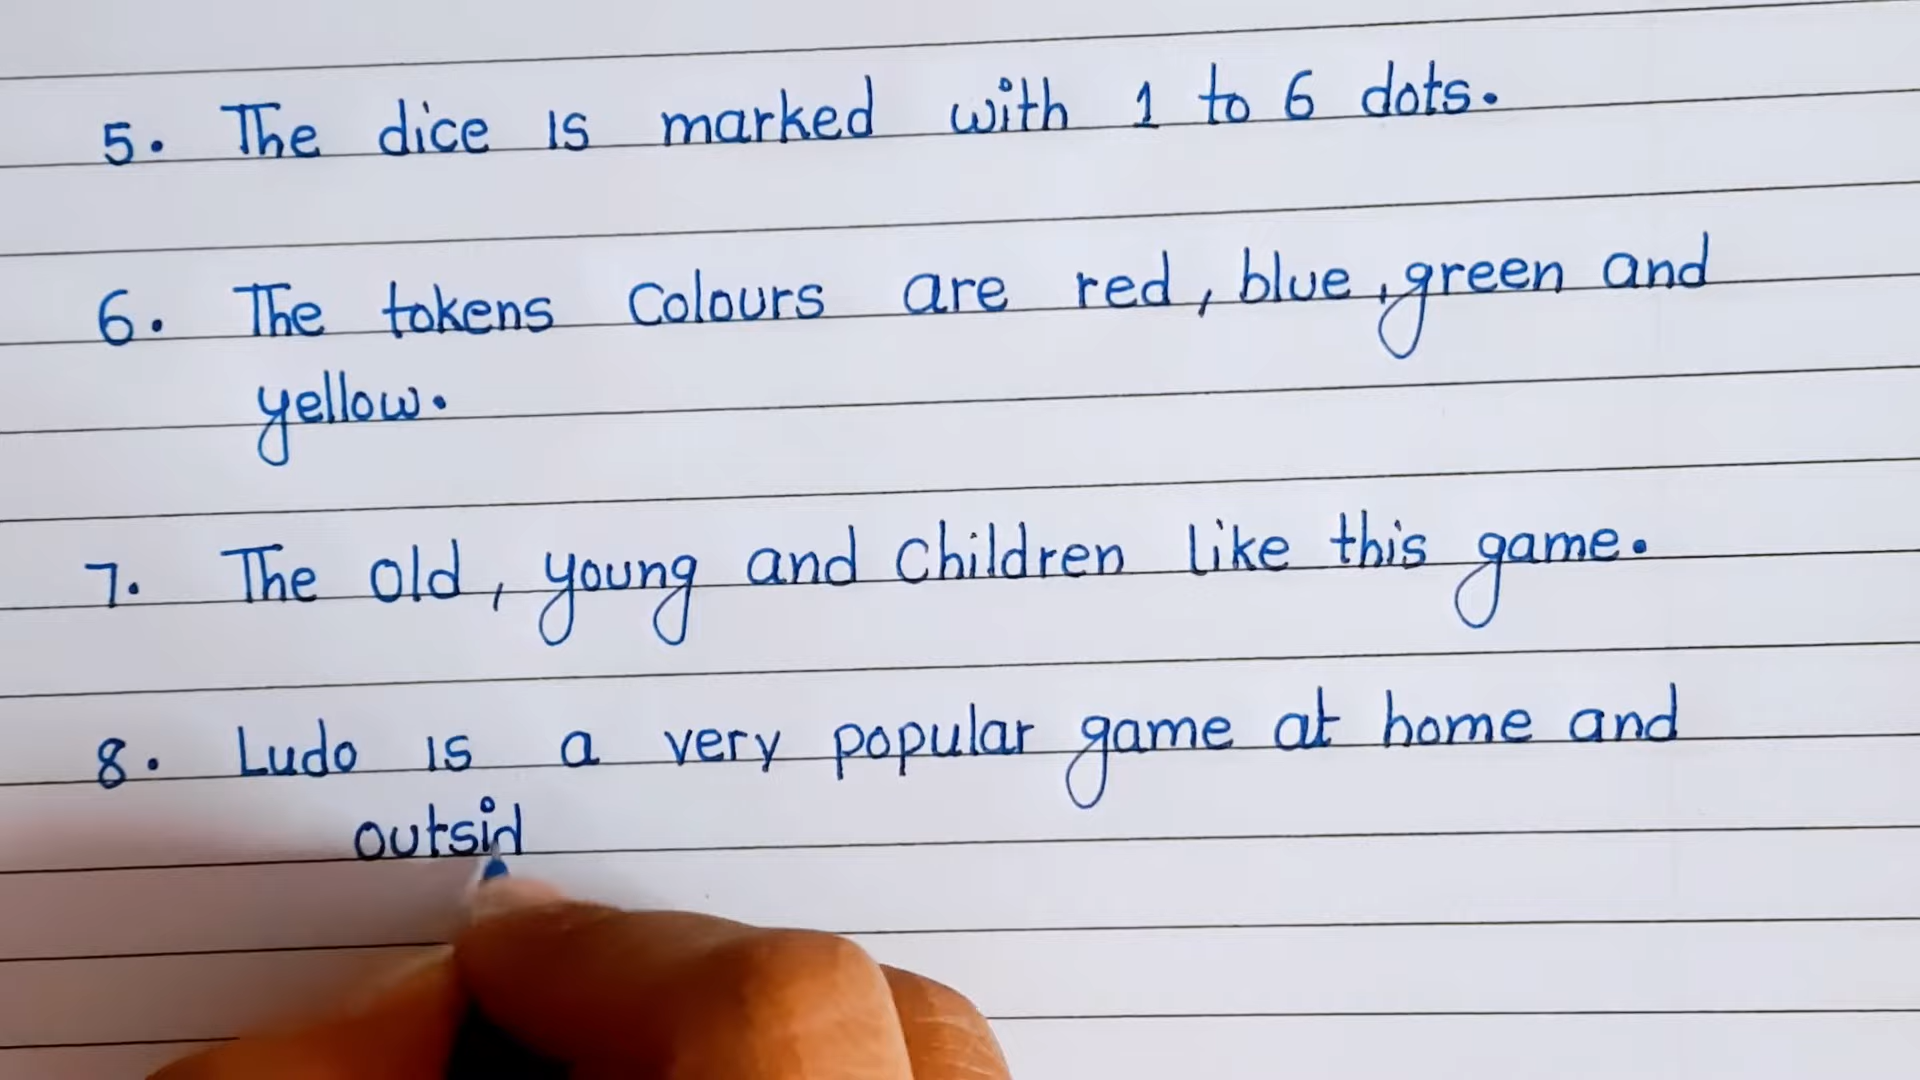 5. The dice is marked with 1 to 6 dots.
6. The tokens Colours are red, blue, green and
yellow.
7. The Old, young and Children like this game.
8. Ludo is a very popular game at home and
outsid